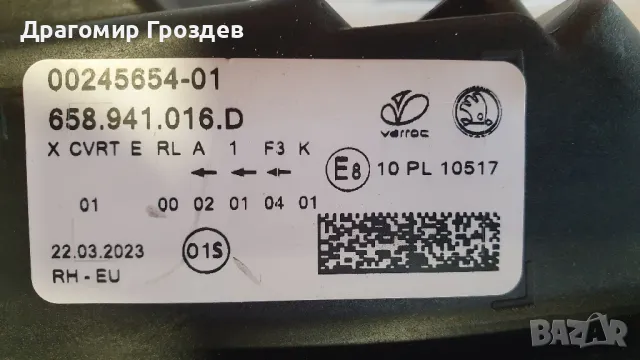 Драгомир Гроздев
00245654-01
658.941.016.D
varroc
X CVRT E RL A 1 F3 K
E8 10 PL 10517
01 00 02 01 04 01
22.03.2023 01S
RH - EU
BAZAR